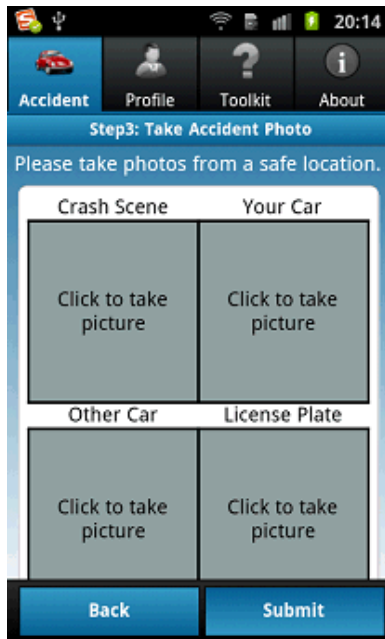 20:14
Accident Profile Toolkit About
Step3: Take Accident Photo
Please take photos from a safe location.
Crash Scene Your Car
Click to take Click to take
picture picture
Other Car License Plate
Click to take Click to take
picture picture
Back Submit